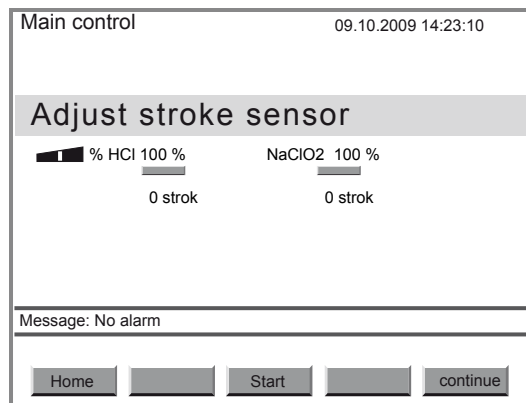 Main control 09.10.2009 14:23:10
Adjust stroke sensor
% HCl 100 % NaClO2 100 %
0 strok 0 strok
Message: No alarm
Home Start continue